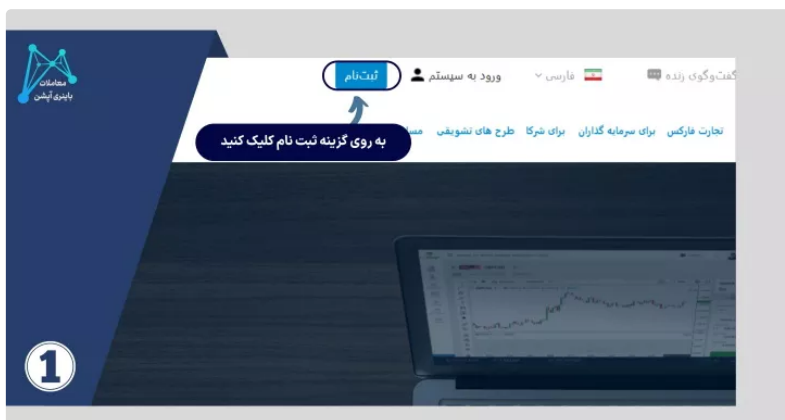 معاملات
باینری آپشن
گفت‌وگوی زنده
فارسی
ورود به سیستم
ثبت‌نام
تجارت فارکس
برای سرمایه گذاران
برای شرکا
طرح های تشویقی
به روی گزینه ثبت نام کلیک کنید
1